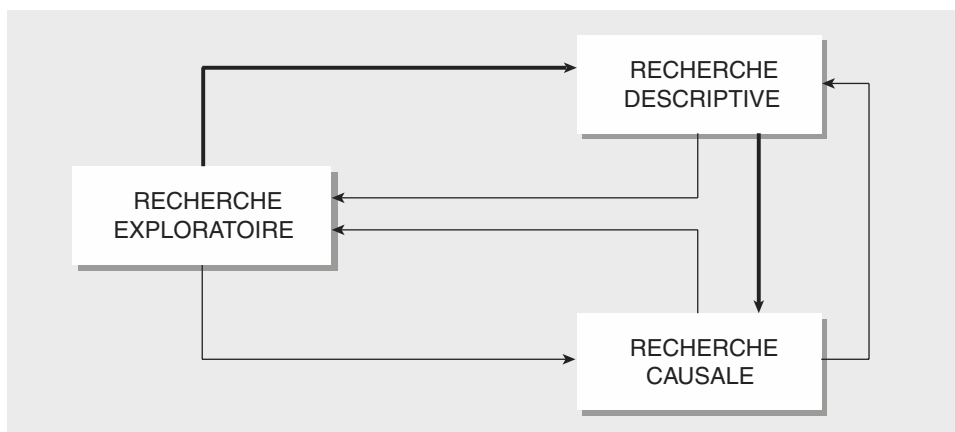 RECHERCHE
DESCRIPTIVE
RECHERCHE
EXPLORATOIRE
RECHERCHE
CAUSALE